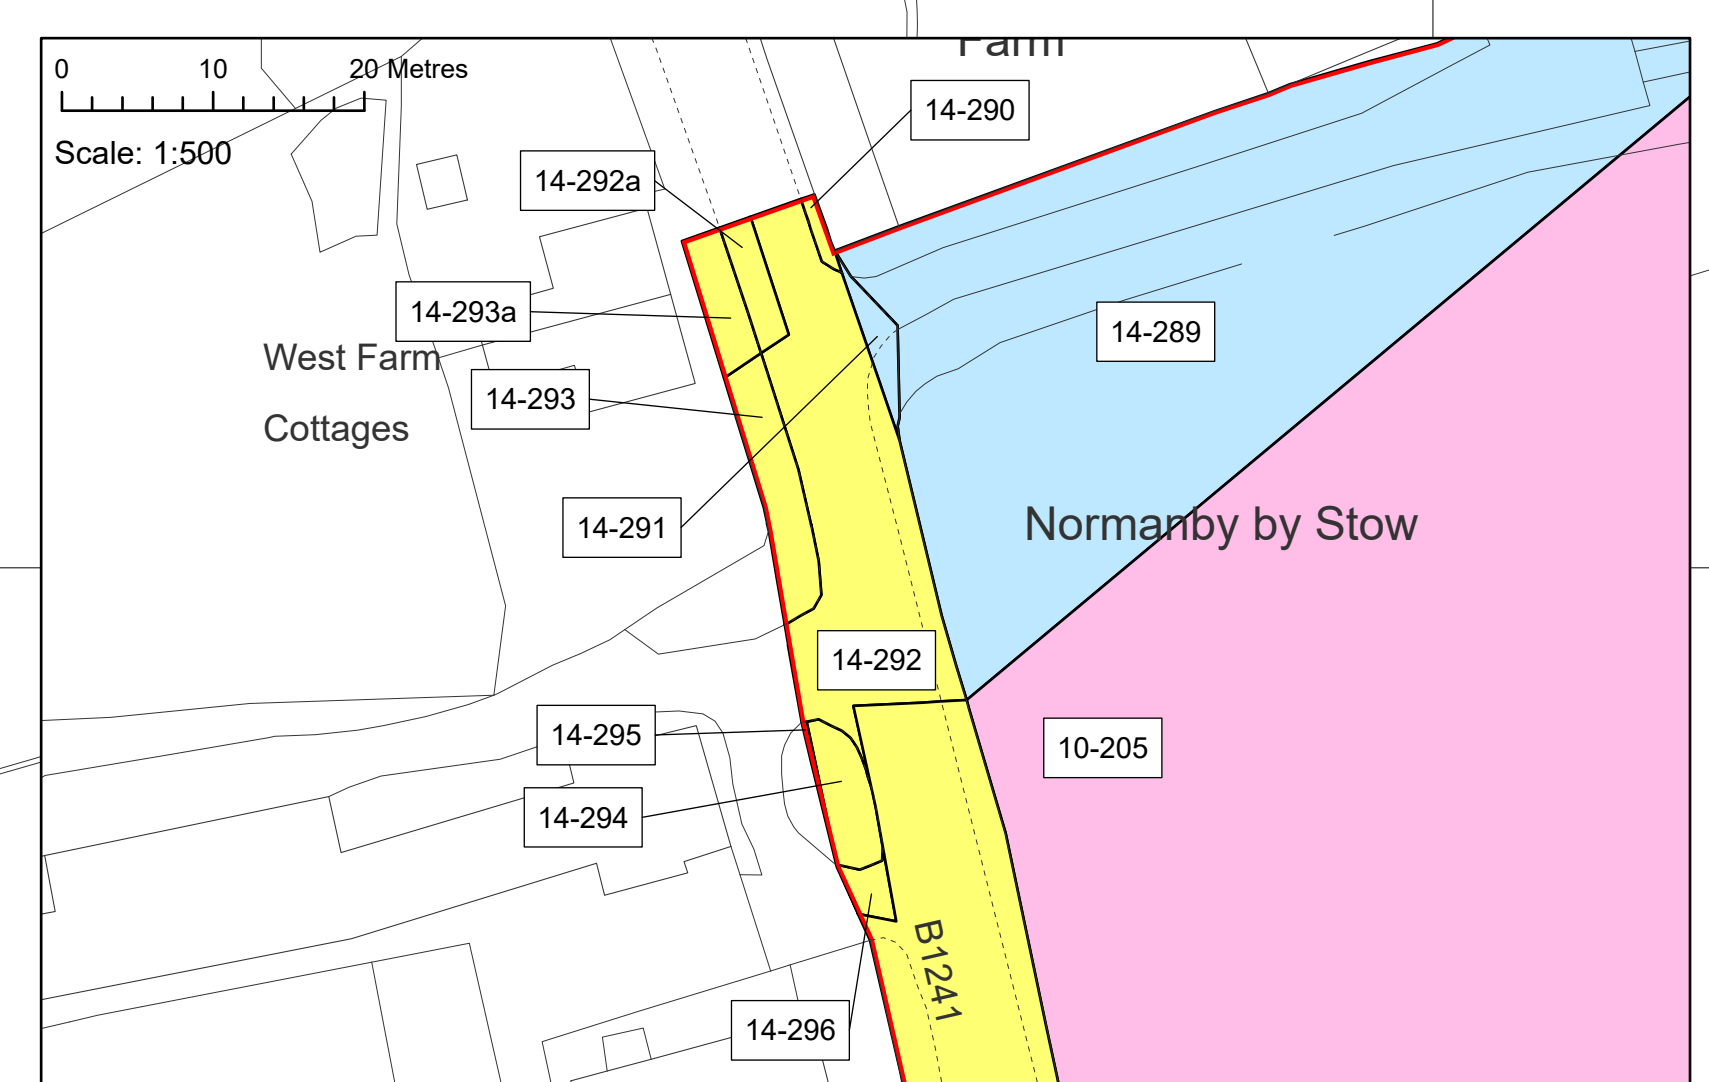 Farm
0 10 20 Metres
Scale: 1:500
14-290
14-292a
14-293a
14-289
West Farm
Cottages
14-293
14-291
Normanby by Stow
14-292
14-295
10-205
14-294
B1241
14-296